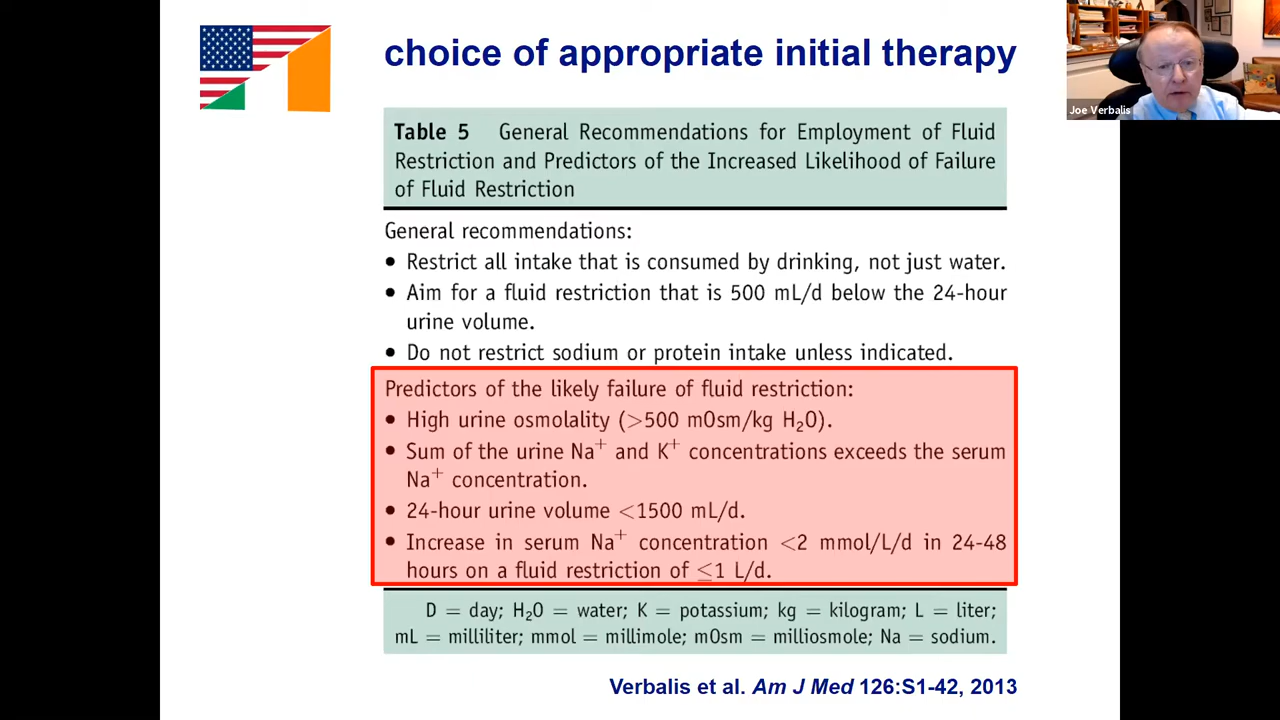 choice of appropriate initial therapy
Joe Verbalis
Table 5 General Recommendations for Employment of Fluid
Restriction and Predictors of the Increased Likelihood of Failure
of Fluid Restriction
General recommendations:
• Restrict all intake that is consumed by drinking, not just water.
• Aim for a fluid restriction that is 500 mL/d below the 24-hour
urine volume.
• Do not restrict sodium or protein intake unless indicated.
Predictors of the likely failure of fluid restriction:
• High urine osmolality (>500 mOsm/kg H₂O).
• Sum of the urine Na⁺ and K⁺ concentrations exceeds the serum
Na⁺ concentration.
• 24-hour urine volume <1500 mL/d.
• Increase in serum Na⁺ concentration <2 mmol/L/d in 24-48
hours on a fluid restriction of ≤1 L/d.
D = day; H₂O = water; K = potassium; kg = kilogram; L = liter;
mL = milliliter; mmol = millimole; mOsm = milliosmole; Na = sodium.
Verbalis et al. Am J Med 126:S1-42, 2013